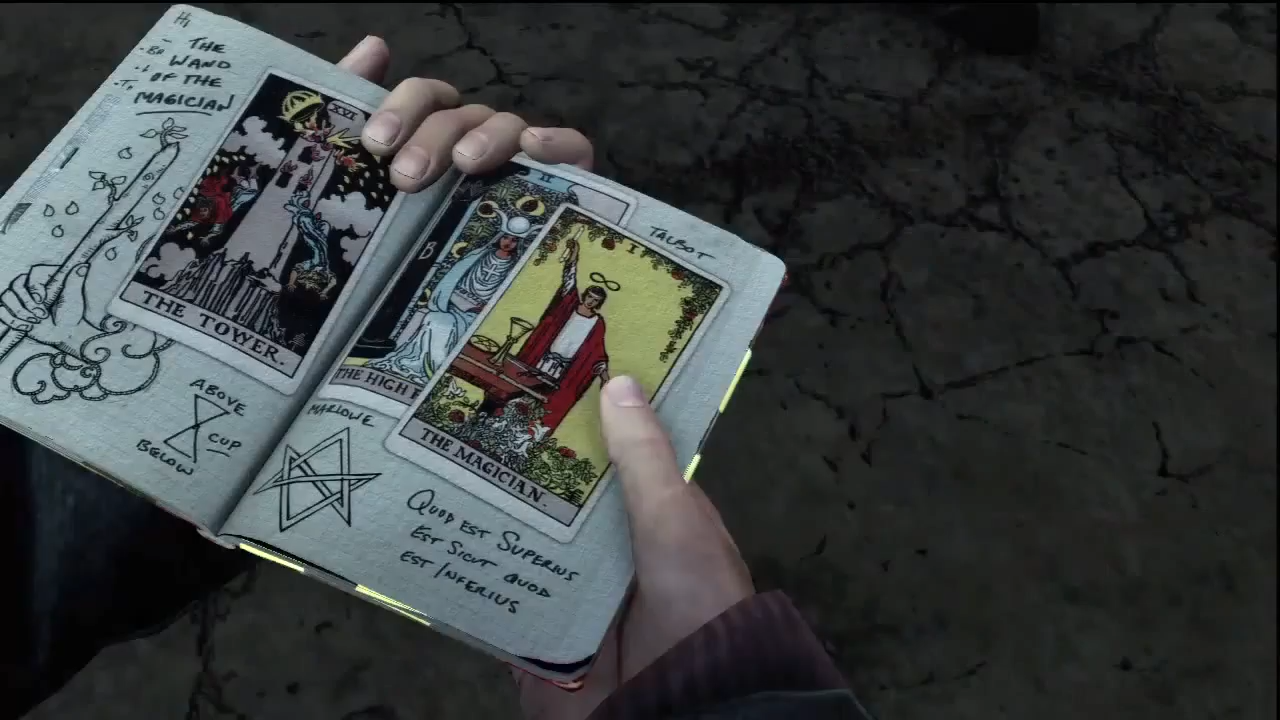 THE
WAND
OF THE
MAGICIAN
XVI
THE TOWER.
ABOVE
CUP
BELOW
II
B
THE HIGH P
MARLOWE
TALBOT
I
THE MAGICIAN.
QUOD EST SUPERIUS
EST SICUT QUOD
EST INFERIUS